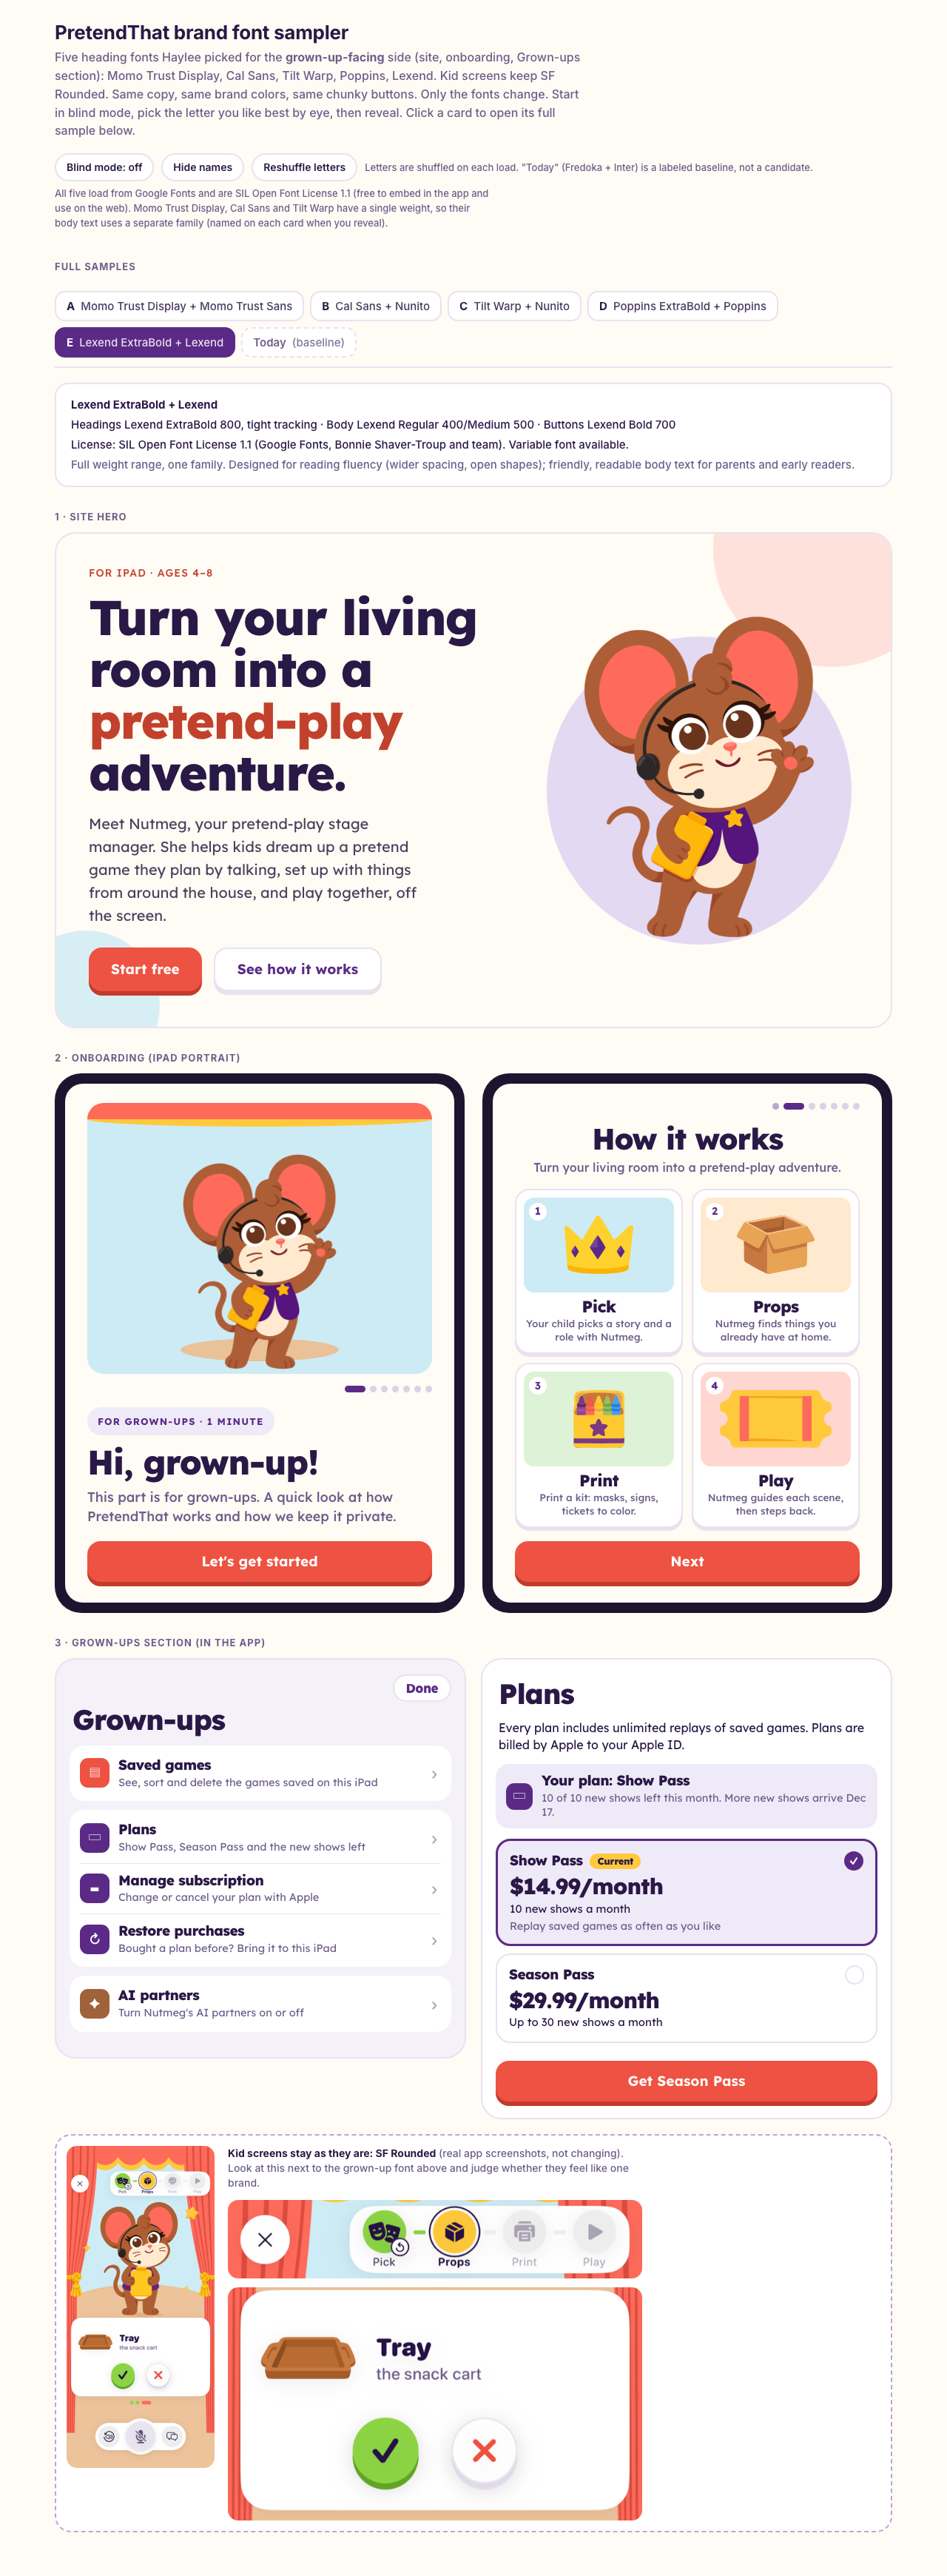 PretendThat brand font sampler
Five heading fonts Haylee picked for the grown-up-facing side (site, onboarding, Grown-ups
section): Momo Trust Display, Cal Sans, Tilt Warp, Poppins, Lexend. Kid screens keep SF
Rounded. Same copy, same brand colors, same chunky buttons. Only the fonts change. Start
in blind mode, pick the letter you like best by eye, then reveal. Click a card to open its full
sample below.
Blind mode: off
Hide names
Reshuffle letters
Letters are shuffled on each load. "Today" (Fredoka + Inter) is a labeled baseline, not a candidate.
All five load from Google Fonts and are SIL Open Font License 1.1 (free to embed in the app and
use on the web). Momo Trust Display, Cal Sans and Tilt Warp have a single weight, so their
body text uses a separate family (named on each card when you reveal).
FULL SAMPLES
A Momo Trust Display + Momo Trust Sans
B Cal Sans + Nunito
C Tilt Warp + Nunito
D Poppins ExtraBold + Poppins
E Lexend ExtraBold + Lexend
Today (baseline)
Lexend ExtraBold + Lexend
Headings Lexend ExtraBold 800, tight tracking · Body Lexend Regular 400/Medium 500 · Buttons Lexend Bold 700
License: SIL Open Font License 1.1 (Google Fonts, Bonnie Shaver-Troup and team). Variable font available.
Full weight range, one family. Designed for reading fluency (wider spacing, open shapes); friendly, readable body text for parents and early readers.
1 · SITE HERO
FOR IPAD · AGES 4–8
Turn your living
room into a
pretend-play
adventure.
Meet Nutmeg, your pretend-play stage
manager. She helps kids dream up a pretend
game they plan by talking, set up with things
from around the house, and play together, off
the screen.
Start free
See how it works
2 · ONBOARDING (IPAD PORTRAIT)
FOR GROWN-UPS · 1 MINUTE
Hi, grown-up!
This part is for grown-ups. A quick look at how
PretendThat works and how we keep it private.
Let's get started
How it works
Turn your living room into a pretend-play adventure.
1
Pick
Your child picks a story and a
role with Nutmeg.
2
Props
Nutmeg finds things you
already have at home.
3
Print
Print a kit: masks, signs,
tickets to color.
4
Play
Nutmeg guides each scene,
then steps back.
Next
3 · GROWN-UPS SECTION (IN THE APP)
Done
Grown-ups
Saved games
See, sort and delete the games saved on this iPad
Plans
Show Pass, Season Pass and the new shows left
Manage subscription
Change or cancel your plan with Apple
Restore purchases
Bought a plan before? Bring it to this iPad
AI partners
Turn Nutmeg's AI partners on or off
Plans
Every plan includes unlimited replays of saved games. Plans are
billed by Apple to your Apple ID.
Your plan: Show Pass
10 of 10 new shows left this month. More new shows arrive Dec
17.
Show Pass Current
$14.99/month
10 new shows a month
Replay saved games as often as you like
Season Pass
$29.99/month
Up to 30 new shows a month
Get Season Pass
Pick Props Print Play
Tray
the snack cart
Kid screens stay as they are: SF Rounded (real app screenshots, not changing).
Look at this next to the grown-up font above and judge whether they feel like one
brand.
Pick Props Print Play
Tray
the snack cart